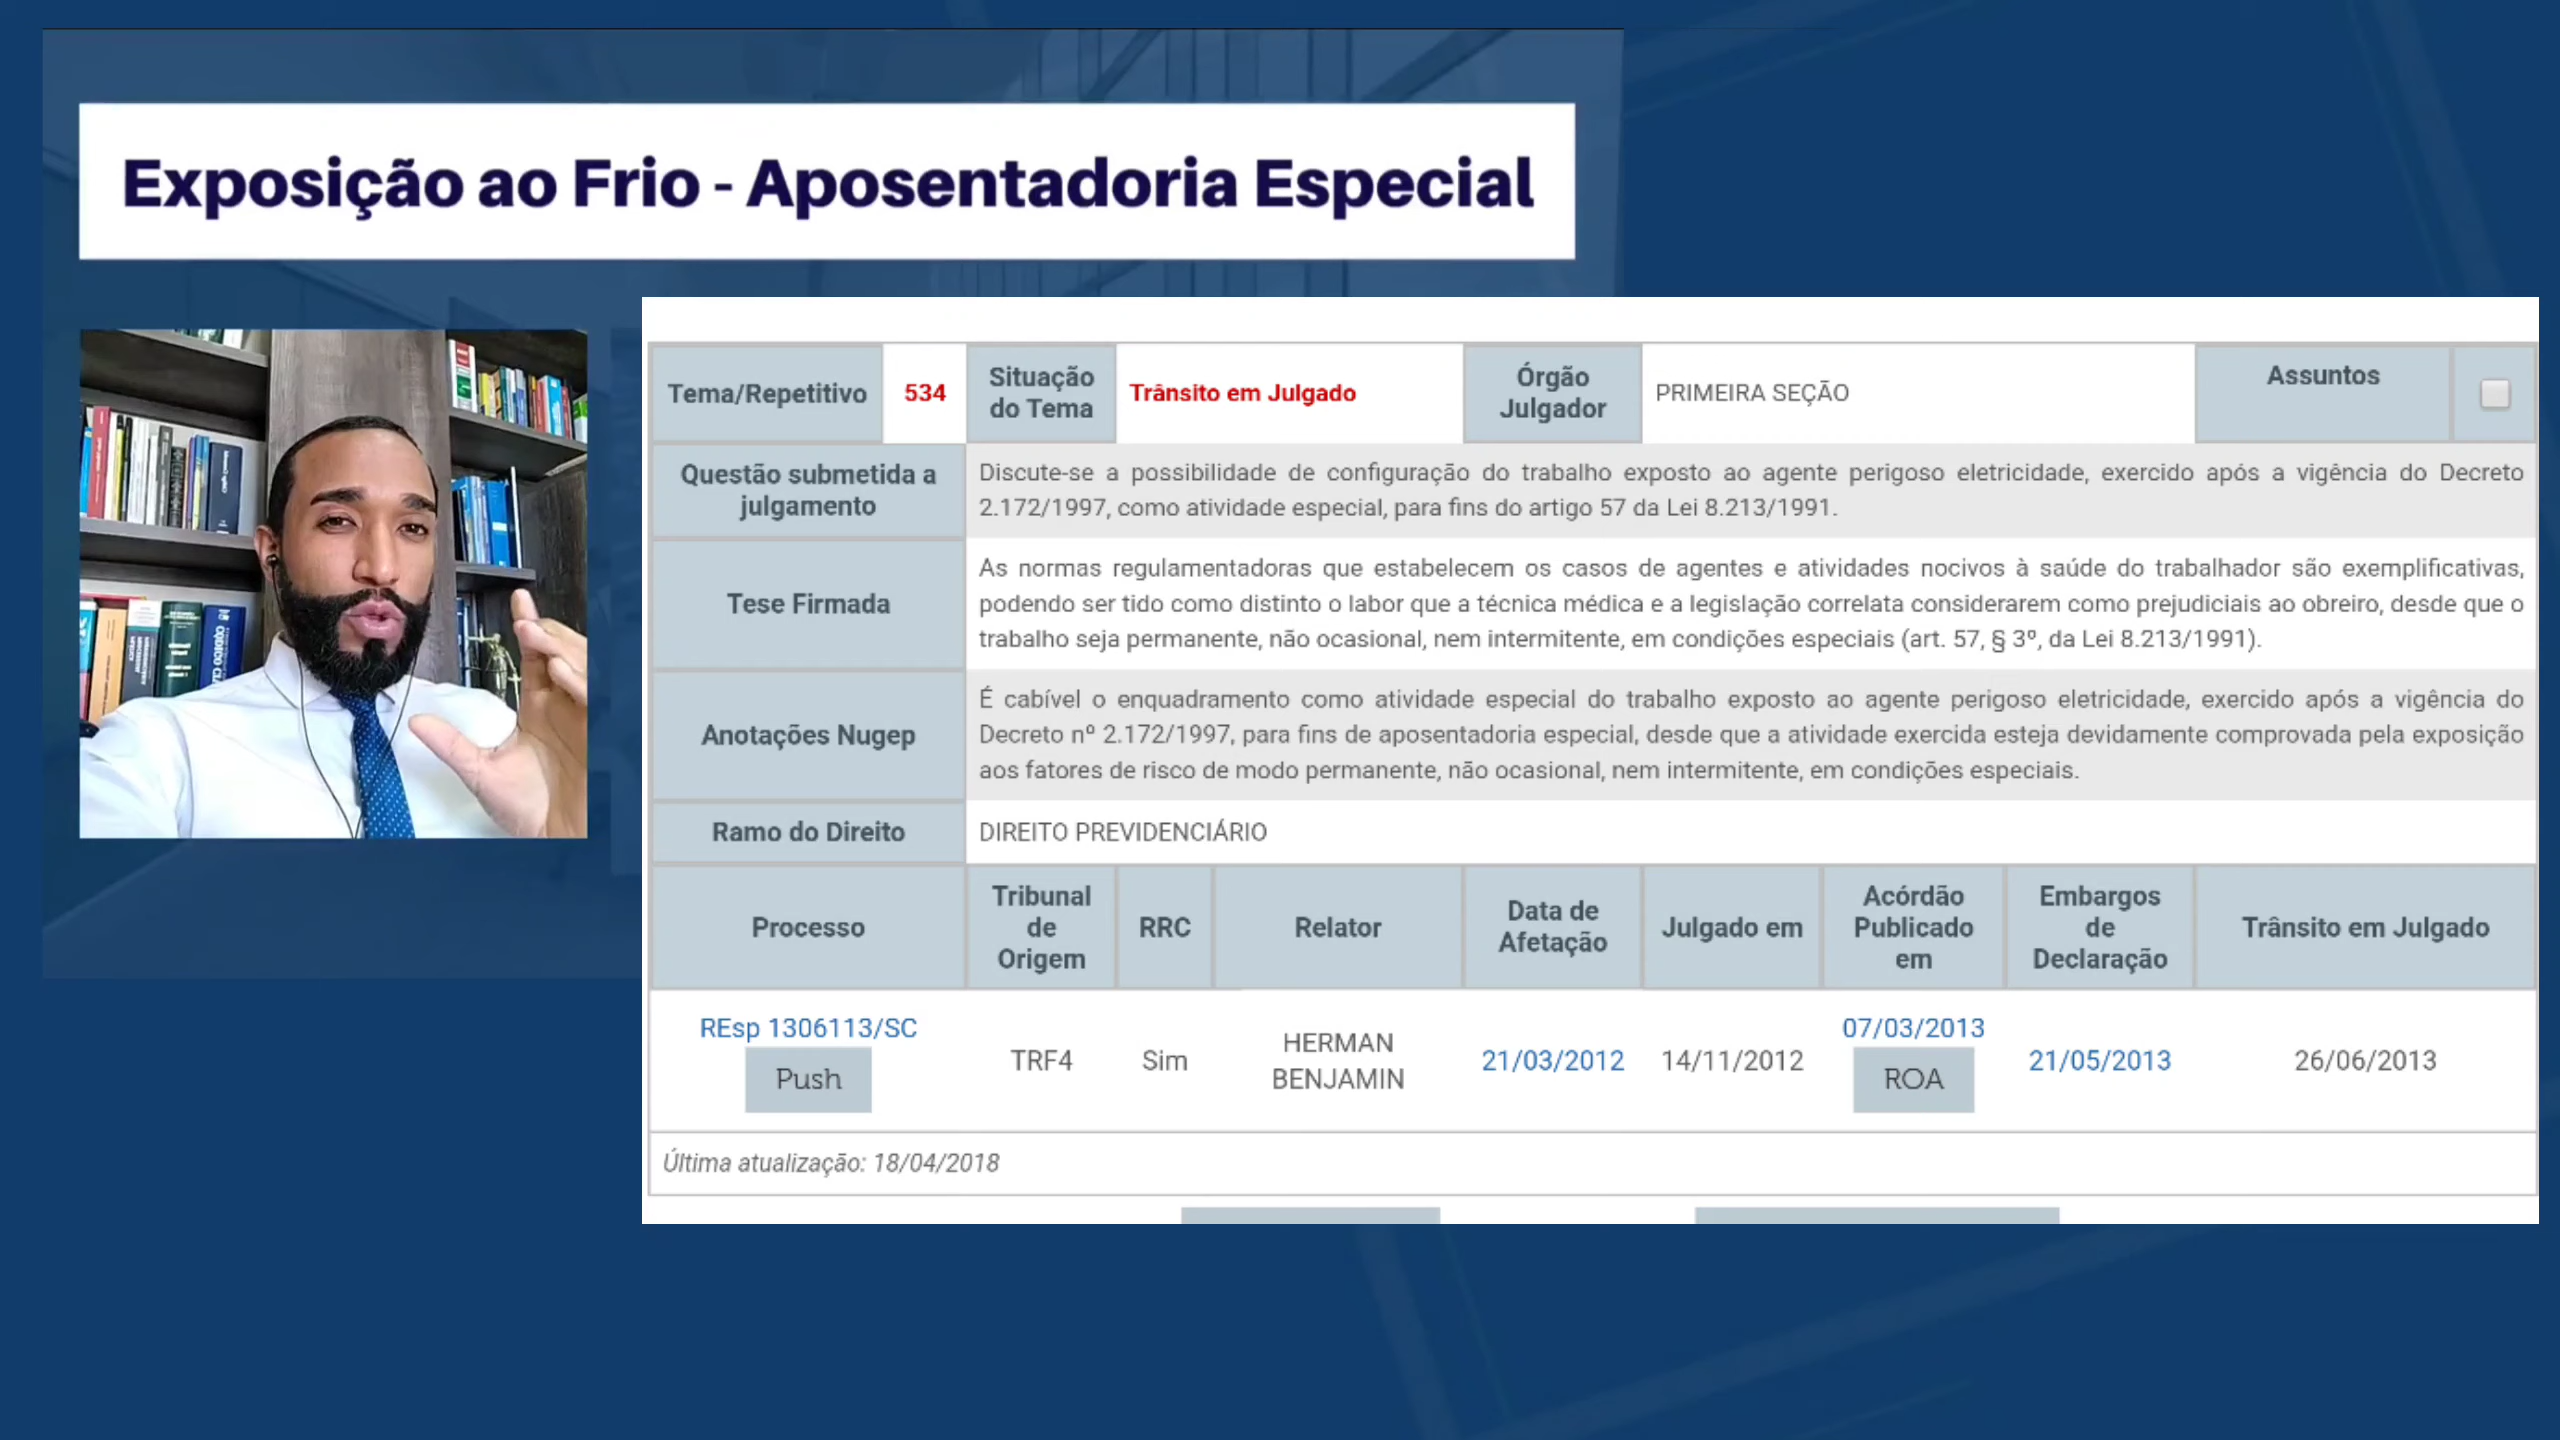 Exposição ao Frio - Aposentadoria Especial
Tema/Repetitivo
534
Situação
do Tema
Trânsito em Julgado
Órgão
Julgador
PRIMEIRA SEÇÃO
Assuntos
Questão submetida a
julgamento
Discute-se a possibilidade de configuração do trabalho exposto ao agente perigoso eletricidade, exercido após a vigência do Decreto
2.172/1997, como atividade especial, para fins do artigo 57 da Lei 8.213/1991.
Tese Firmada
As normas regulamentadoras que estabelecem os casos de agentes e atividades nocivos à saúde do trabalhador são exemplificativas,
podendo ser tido como distinto o labor que a técnica médica e a legislação correlata considerarem como prejudiciais ao obreiro, desde que o
trabalho seja permanente, não ocasional, nem intermitente, em condições especiais (art. 57, § 3º, da Lei 8.213/1991).
Anotações Nugep
É cabível o enquadramento como atividade especial do trabalho exposto ao agente perigoso eletricidade, exercido após a vigência do
Decreto nº 2.172/1997, para fins de aposentadoria especial, desde que a atividade exercida esteja devidamente comprovada pela exposição
aos fatores de risco de modo permanente, não ocasional, nem intermitente, em condições especiais.
Ramo do Direito
DIREITO PREVIDENCIÁRIO
Processo
Tribunal
de
Origem
RRC
Relator
Data de
Afetação
Julgado em
Acórdão
Publicado
em
Embargos
de
Declaração
Trânsito em Julgado
REsp 1306113/SC
Push
TRF4
Sim
HERMAN
BENJAMIN
21/03/2012
14/11/2012
07/03/2013
ROA
21/05/2013
26/06/2013
Última atualização: 18/04/2018